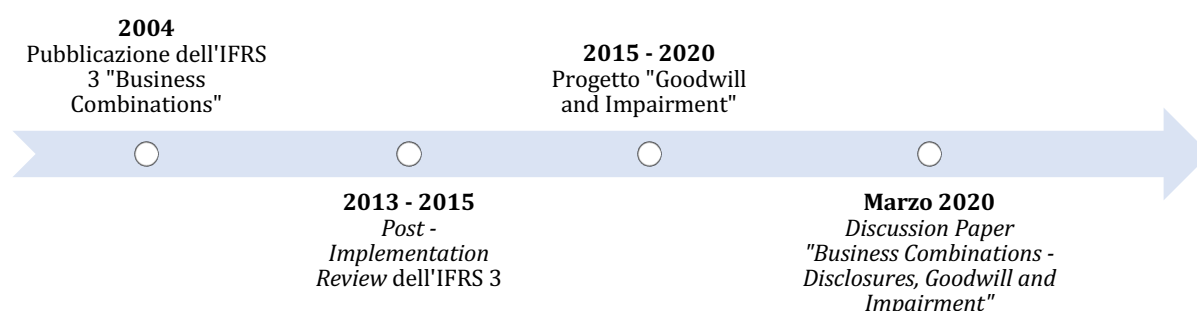 2004
Pubblicazione dell'IFRS
3 "Business
Combinations"
2013 - 2015
Post -
Implementation
Review dell'IFRS 3
2015 - 2020
Progetto "Goodwill
and Impairment"
Marzo 2020
Discussion Paper
"Business Combinations -
Disclosures, Goodwill and
Impairment"